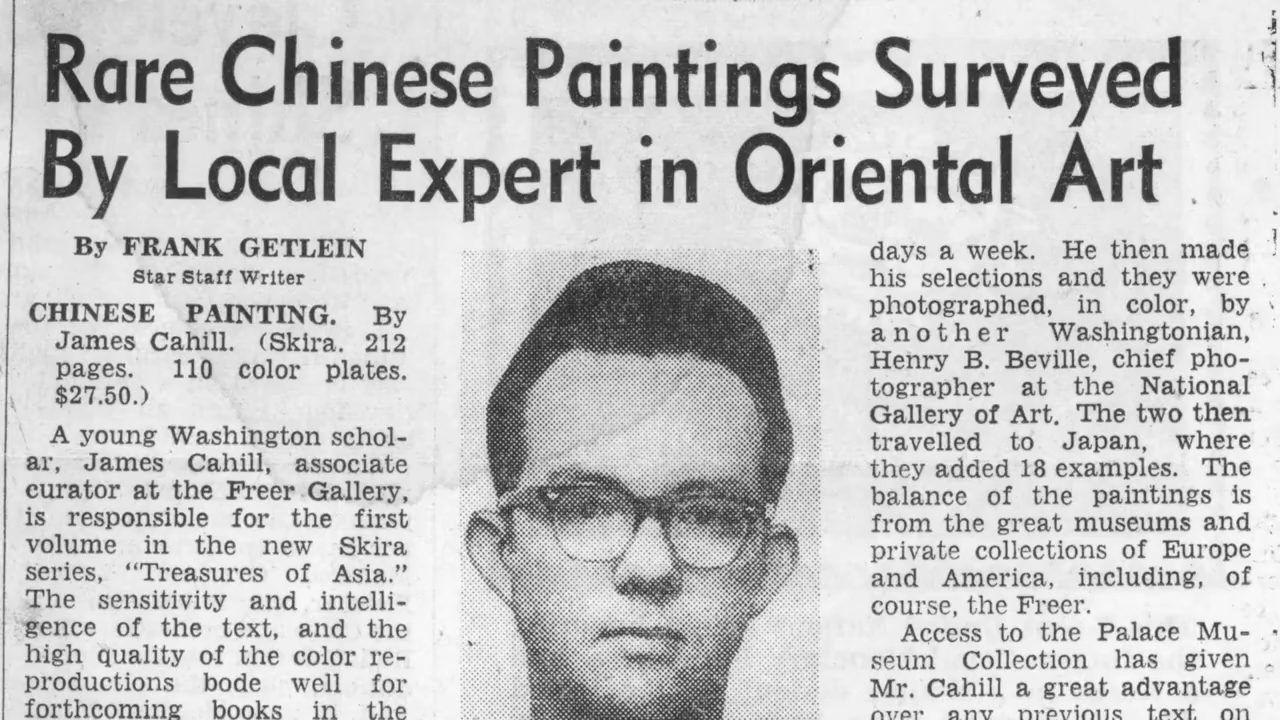 Rare Chinese Paintings Surveyed
By Local Expert in Oriental Art
By FRANK GETLEIN
Star Staff Writer
CHINESE PAINTING. By
James Cahill. (Skira. 212
pages. 110 color plates.
$27.50.)
A young Washington schol-
ar, James Cahill, associate
curator at the Freer Gallery,
is responsible for the first
volume in the new Skira
series, "Treasures of Asia."
The sensitivity and intelli-
gence of the text, and the
high quality of the color re-
productions bode well for
forthcoming books in the
days a week. He then made
his selections and they were
photographed, in color, by
another Washingtonian,
Henry B. Beville, chief pho-
tographer at the National
Gallery of Art. The two then
travelled to Japan, where
they added 18 examples. The
balance of the paintings is
from the great museums and
private collections of Europe
and America, including, of
course, the Freer.
Access to the Palace Mu-
seum Collection has given
Mr. Cahill a great advantage
over any previous text on